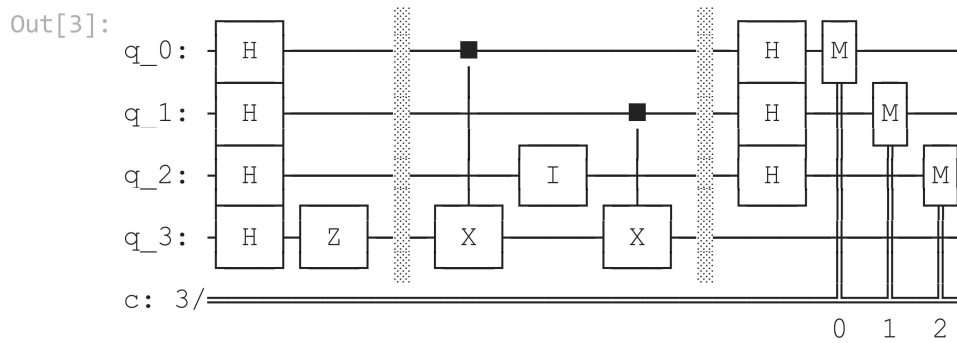 Out[3]:
q_0: H H M
q_1: H H M
q_2: H I H M
q_3: H Z X X
c: 3/
0 1 2